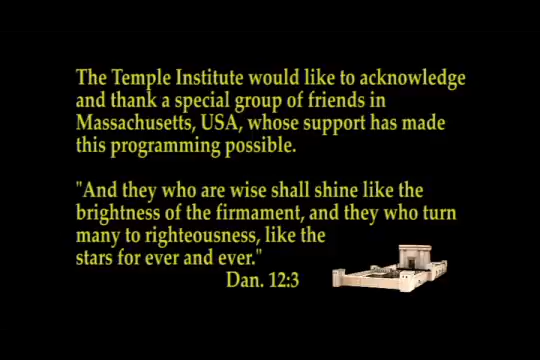 The Temple Institute would like to acknowledge
and thank a special group of friends in
Massachusetts, USA, whose support has made
this programming possible.
"And they who are wise shall shine like the
brightness of the firmament, and they who turn
many to righteousness, like the
stars for ever and ever."
Dan. 12:3